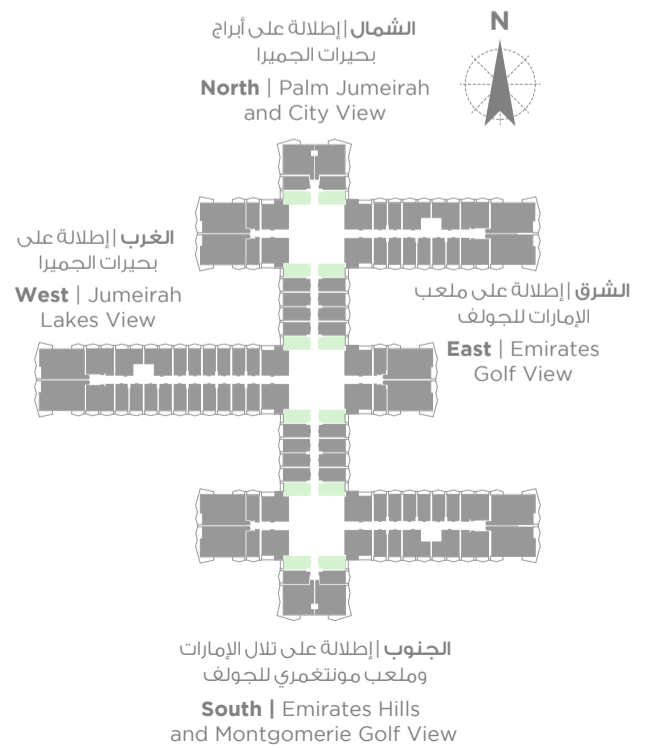 الشمال | إطلالة على أبراج
بحيرات الجميرا
North | Palm Jumeirah
and City View
N
الغرب | إطلالة على
بحيرات الجميرا
West | Jumeirah
Lakes View
الشرق | إطلالة على ملعب
الإمارات للجولف
East | Emirates
Golf View
الجنوب | إطلالة على تلال الإمارات
وملعب مونتغمري للجولف
South | Emirates Hills
and Montgomerie Golf View